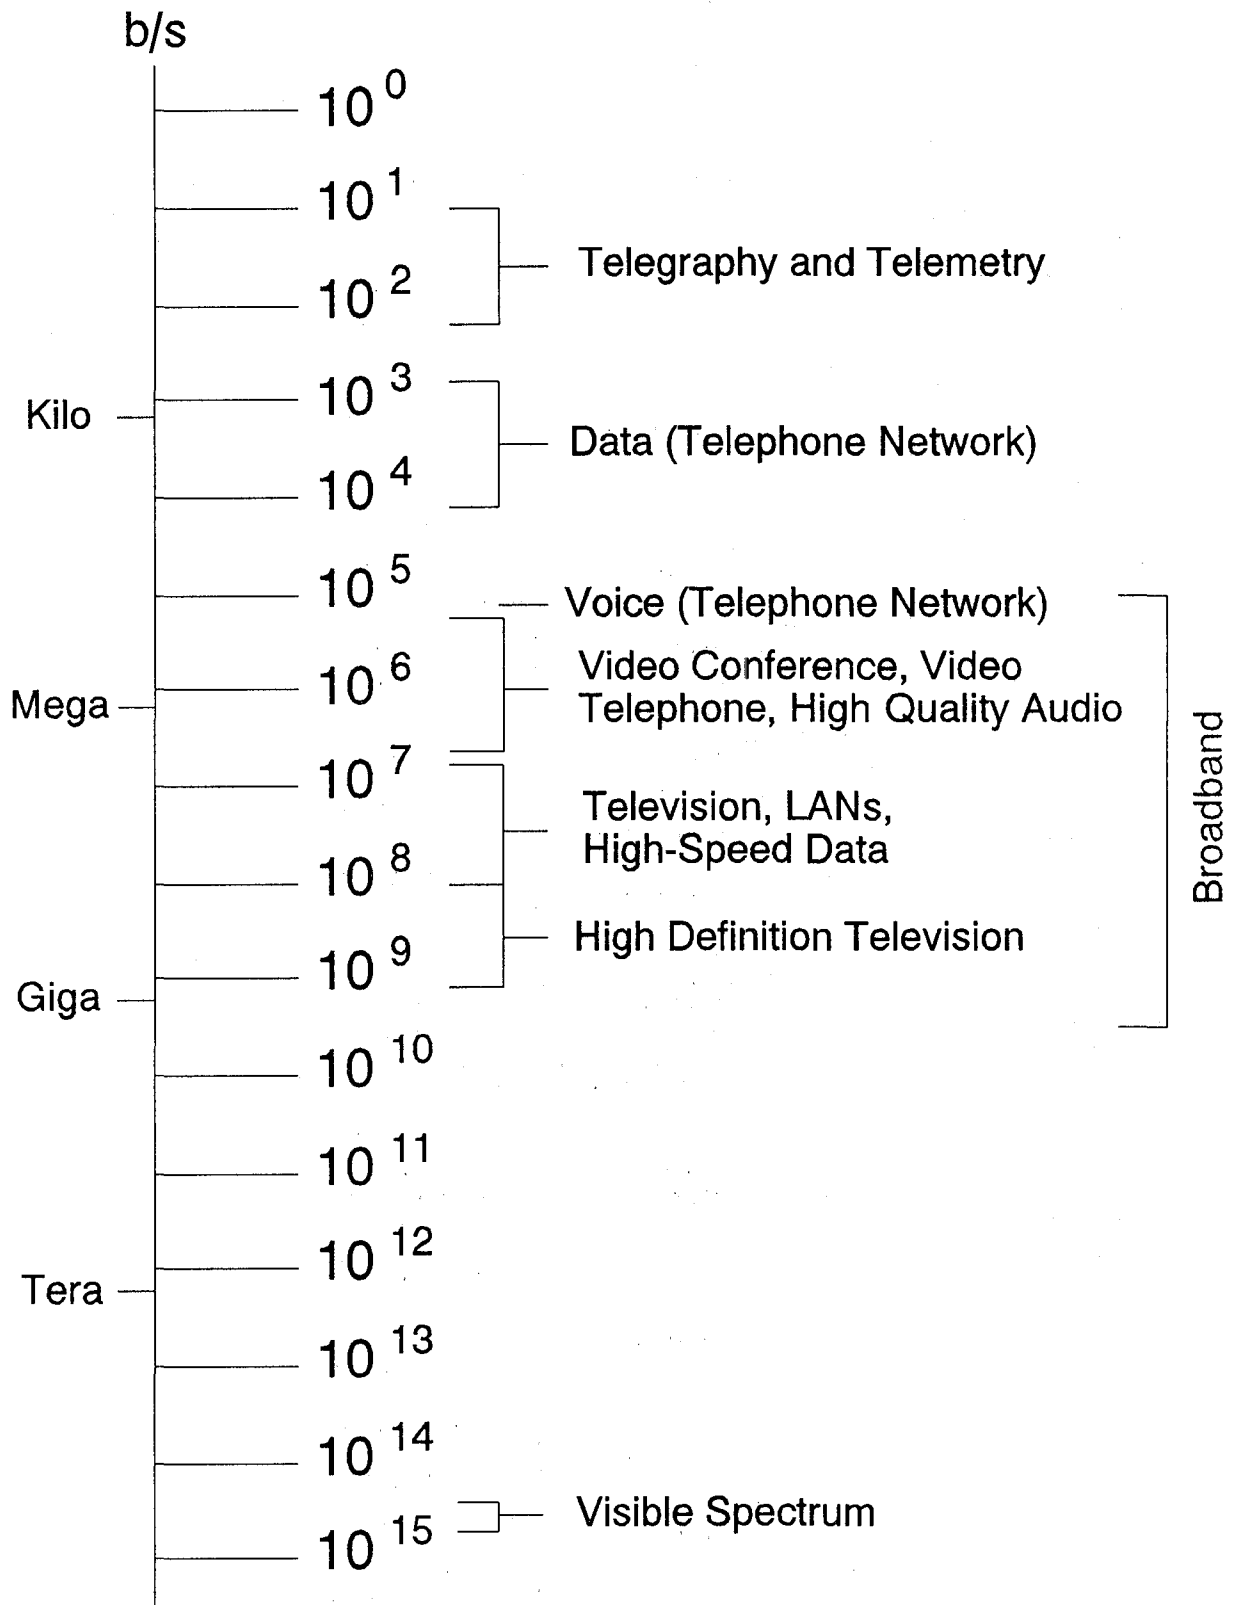 b/s
10^0
10^1
Telegraphy and Telemetry
10^2
10^3
Kilo
Data (Telephone Network)
10^4
10^5
Voice (Telephone Network)
10^6
Video Conference, Video
Telephone, High Quality Audio
Mega
10^7
Television, LANs,
High-Speed Data
Broadband
10^8
High Definition Television
10^9
Giga
10^10
10^11
10^12
Tera
10^13
10^14
Visible Spectrum
10^15